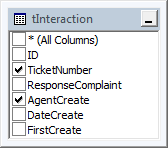 tInteraction
* (All Columns)
ID
TicketNumber
ResponseComplaint
AgentCreate
DateCreate
FirstCreate